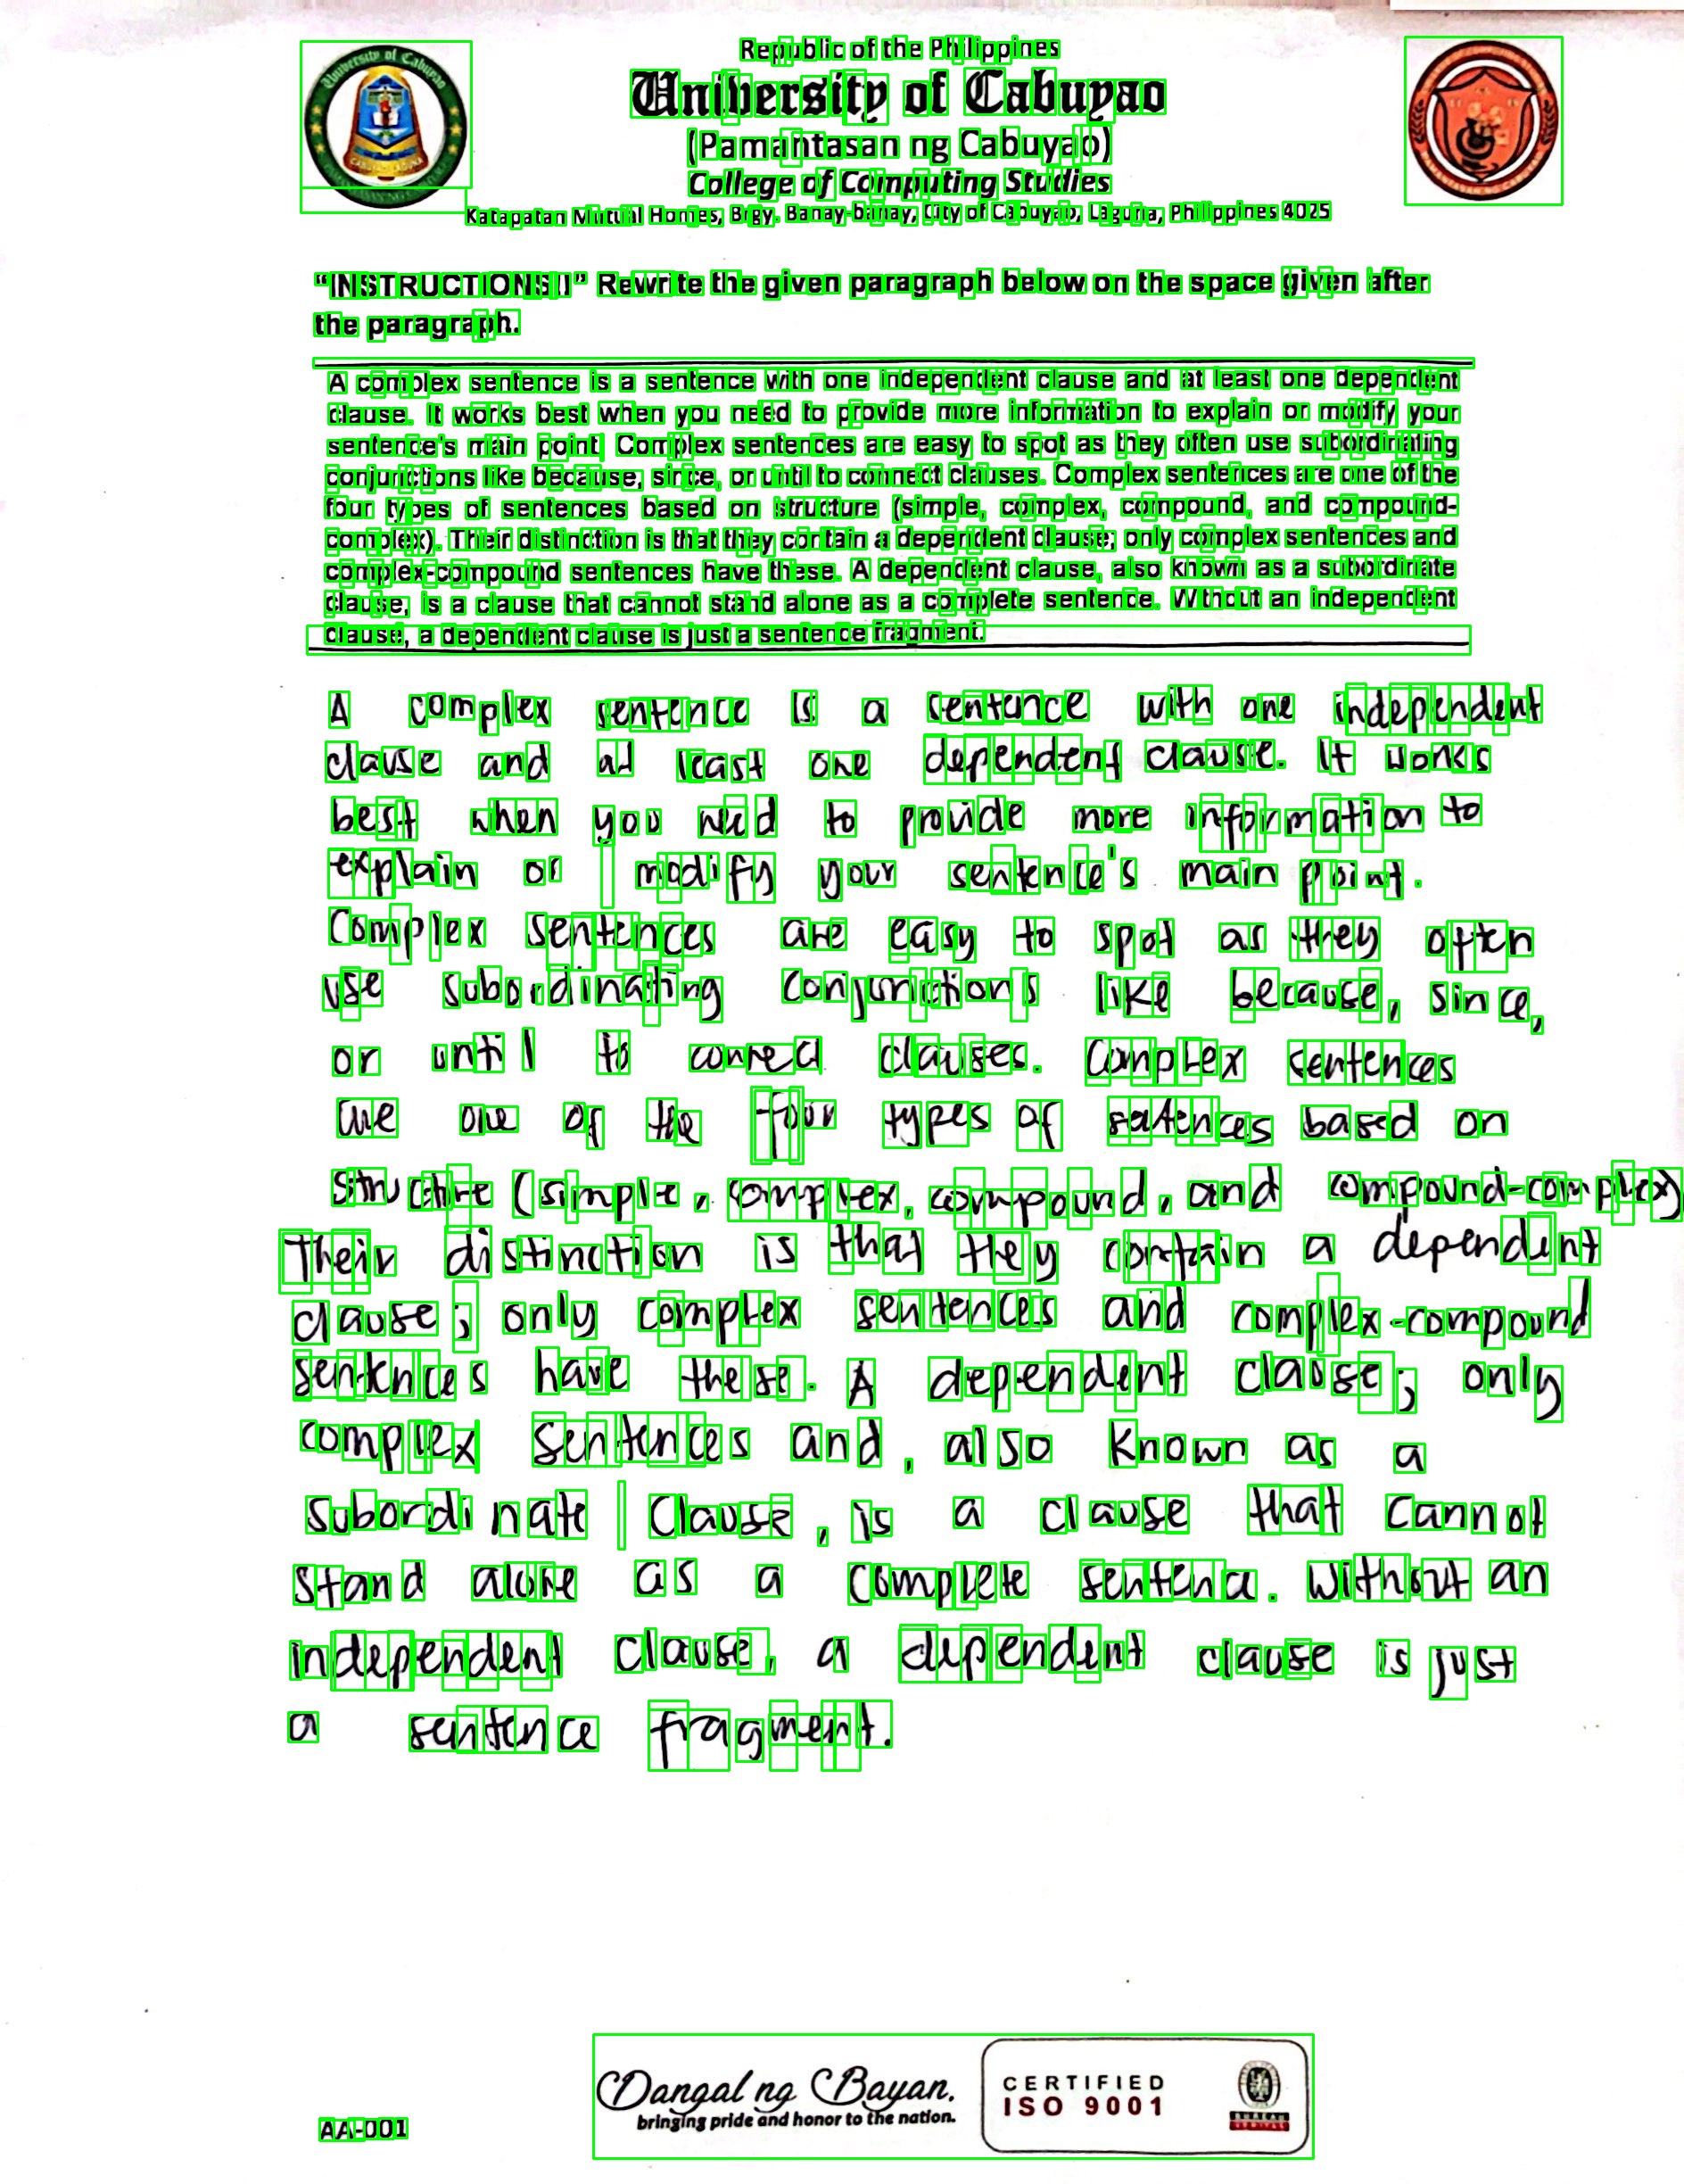 Republic of the Philippines
University of Cabuyao
(Pamantasan ng Cabuyao)
College of Computing Studies
Katapatan Mutual Homes, Brgy. Banay-banay, City of Cabuyao, Laguna, Philippines 4025
University of Cabuyao
"INSTRUCTIONS!!" Rewrite the given paragraph below on the space given after
the paragraph.
A complex sentence is a sentence with one independent clause and at least one dependent
clause. It works best when you need to provide more information to explain or modify your
sentence's main point. Complex sentences are easy to spot as they often use subordinating
conjunctions like because, since, or until to connect clauses. Complex sentences are one of the
four types of sentences based on structure (simple, complex, compound, and compound-
complex). Their distinction is that they contain a dependent clause; only complex sentences and
complex-compound sentences have these. A dependent clause, also known as a subordinate
clause, is a clause that cannot stand alone as a complete sentence. Without an independent
clause, a dependent clause is just a sentence fragment.
A complex sentence is a sentence with one independent
clause and at least one dependent clause. It works
best when you need to provide more information to
explain or modify your sentence's main point.
Complex sentences are easy to spot as they often
use subordinating conjunctions like because, since,
or until to connect clauses. Complex sentences
are one of the four types of sentences based on
structure (simple, complex, compound, and compound-complex)
Their distinction is that they contain a dependent
clause; only complex sentences and complex-compound
sentences have these. A dependent clause; only
complex sentences and, also known as a
subordinate clause, is a clause that cannot
stand alone as a complete sentence. Without an
independent clause, a dependent clause is just
a sentence fragment.
Dangal ng Bayan.
bringing pride and honor to the nation.
CERTIFIED
ISO 9001
BUREAU
VERITAS
AA-001